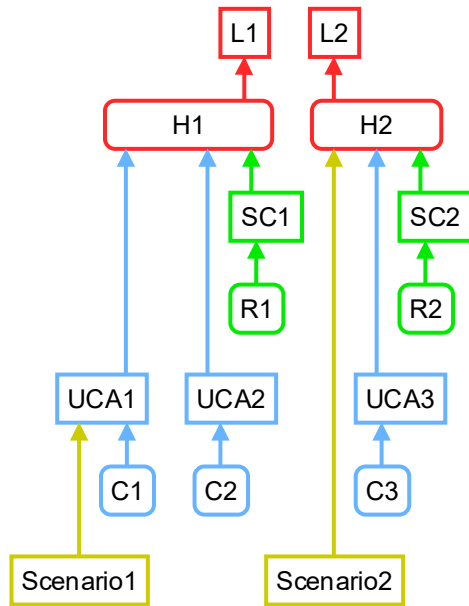 L1 L2
H1 H2
SC1 SC2
R1 R2
UCA1 UCA2 UCA3
C1 C2 C3
Scenario1 Scenario2